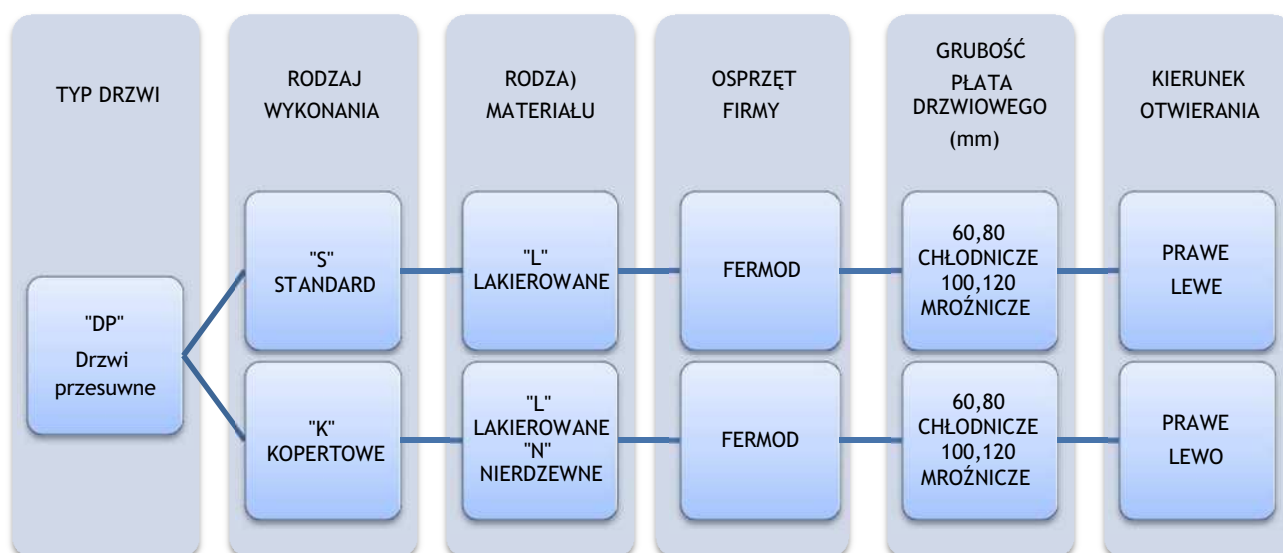 TYP DRZWI
RODZAJ
WYKONANIA
RODZA)
MATERIAŁU
OSPRZĘT
FIRMY
GRUBOŚĆ
PŁATA
DRZWIOWEGO
(mm)
KIERUNEK
OTWIERANIA
"DP"
Drzwi
przesuwne
"S"
STANDARD
"L"
LAKIEROWANE
FERMOD
60,80
CHŁODNICZE
100,120
MROŹNICZE
PRAWE
LEWE
"K"
KOPERTOWE
"L"
LAKIEROWANE
"N"
NIERDZEWNE
FERMOD
60,80
CHŁODNICZE
100,120
MROŹNICZE
PRAWE
LEWO